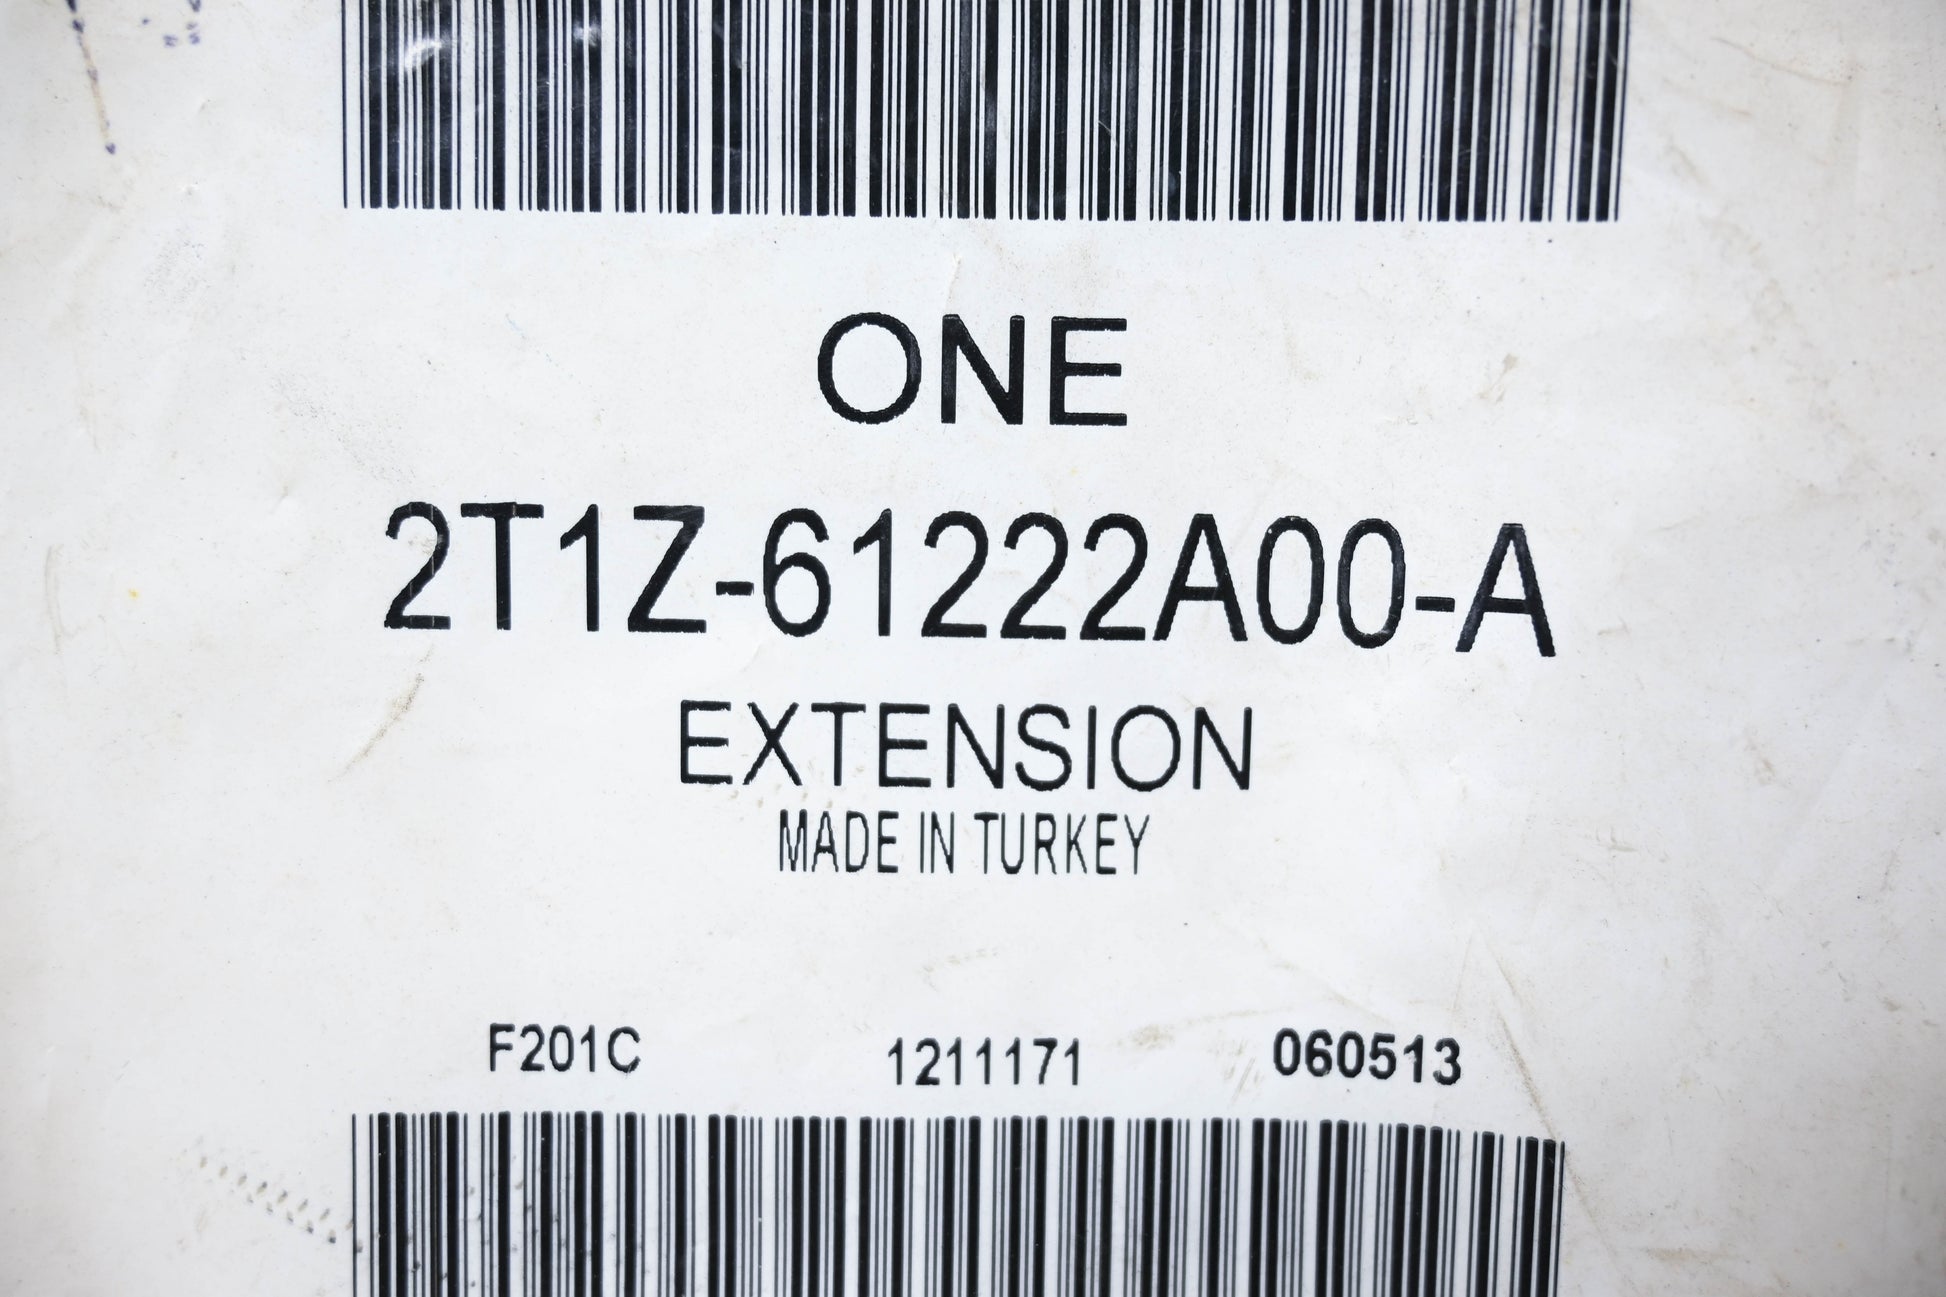 ONE
2T1Z-61222A00-A
EXTENSION
MADE IN TURKEY
F201C 1211171 060513